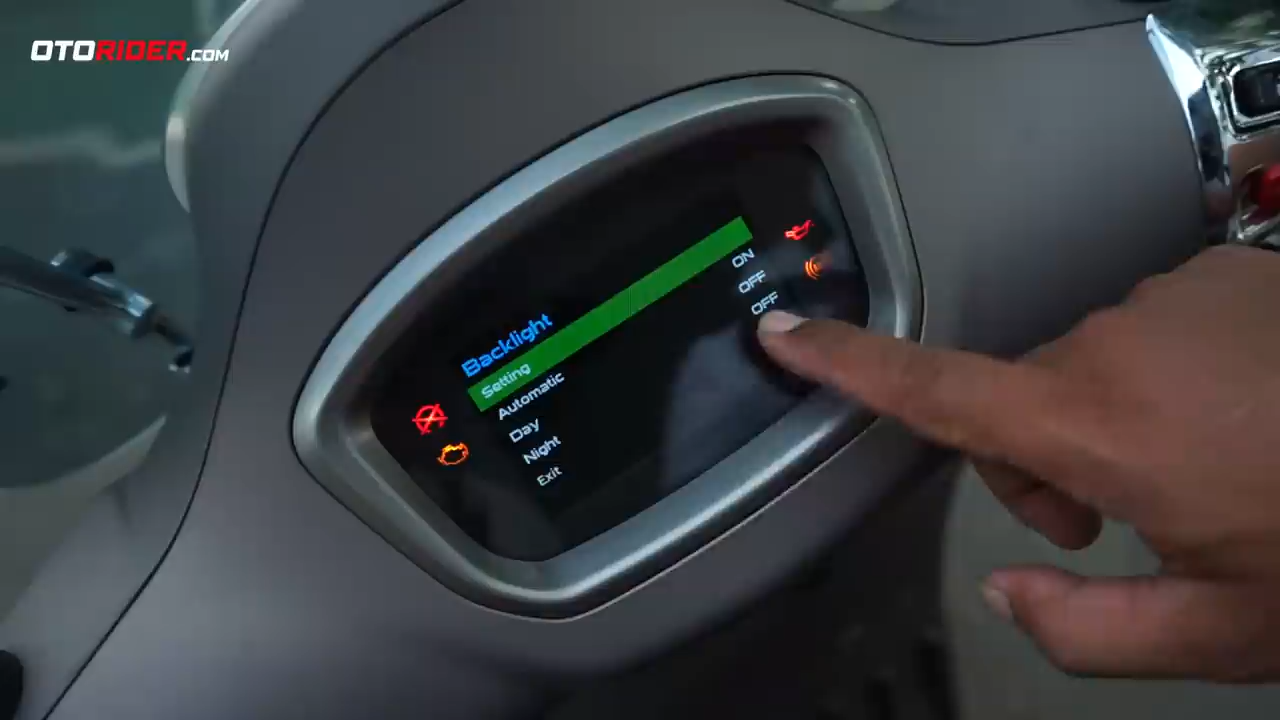 OTORIDER.COM
Backlight
Setting
Automatic ON
Day OFF
Night OFF
Exit